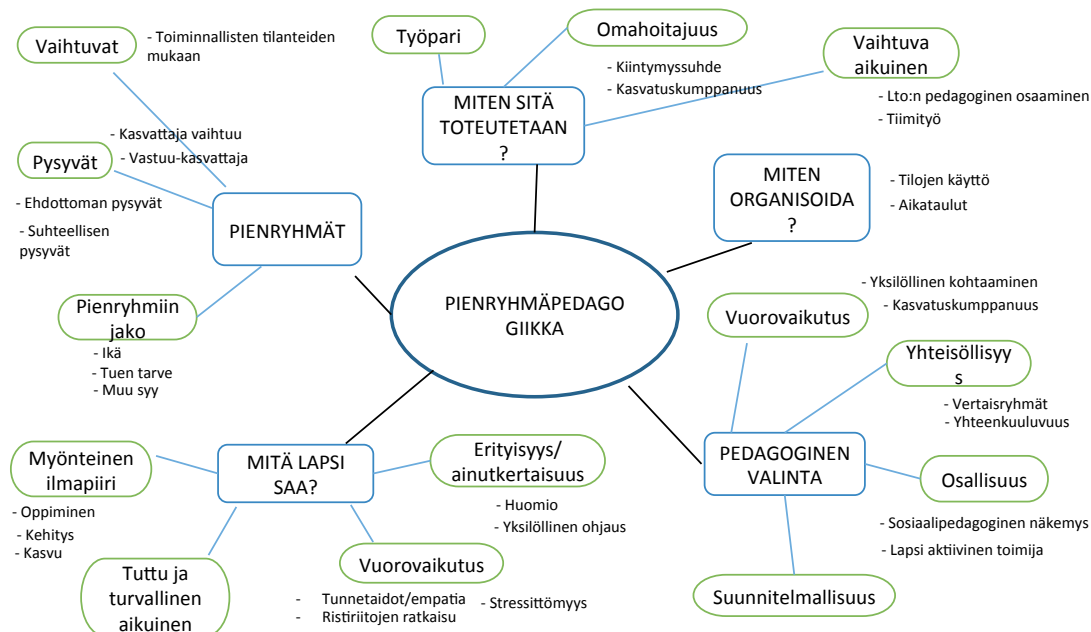 Vaihtuvat
- Toiminnallisten tilanteiden
mukaan
Työpari
Omahoitajuus
- Kiintymyssuhde
- Kasvatuskumppanuus
Vaihtuva
aikuinen
- Lto:n pedagoginen osaaminen
- Tiimityö
MITEN SITÄ
TOTEUTETAAN
?
- Kasvattaja vaihtuu
- Vastuu-kasvattaja
Pysyvät
- Ehdottoman pysyvät
- Suhteellisen
pysyvät
PIENRYHMÄT
MITEN
ORGANISOIDA
?
- Tilojen käyttö
- Aikataulut
PIENRYHMÄPEDAGO
GIIKKA
Pienryhmiin
jako
- Ikä
- Tuen tarve
- Muu syy
Vuorovaikutus
- Yksilöllinen kohtaaminen
- Kasvatuskumppanuus
Yhteisöllisyy
s
- Vertaisryhmät
- Yhteenkuuluvuus
Myönteinen
ilmapiiri
- Oppiminen
- Kehitys
- Kasvu
MITÄ LAPSI
SAA?
Erityisyys/
ainutkertaisuus
- Huomio
- Yksilöllinen ohjaus
PEDAGOGINEN
VALINTA
Osallisuus
- Sosiaalipedagoginen näkemys
- Lapsi aktiivinen toimija
Tuttu ja
turvallinen
aikuinen
Vuorovaikutus
- Tunnetaidot/empatia
- Ristiriitojen ratkaisu
- Stressittömyys
Suunnitelmallisuus